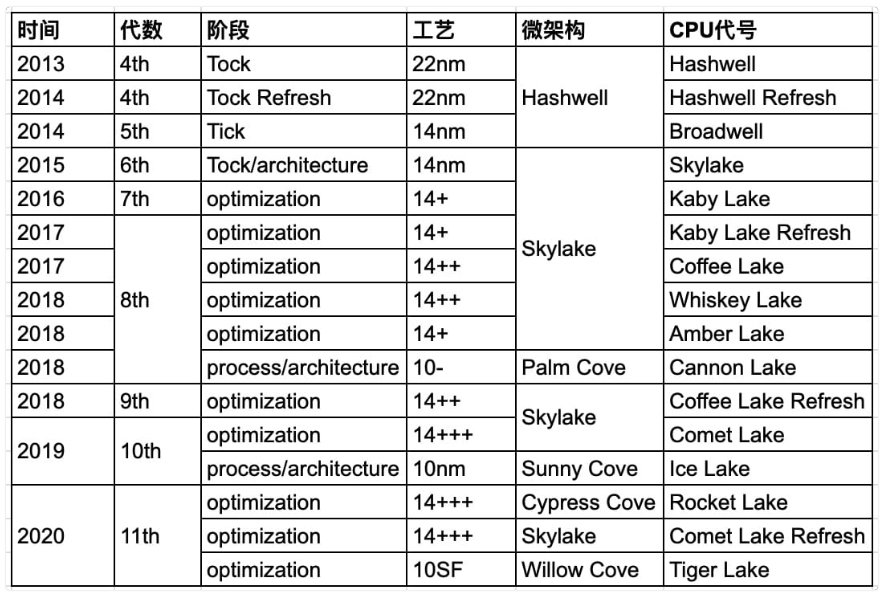 时间 代数 阶段 工艺 微架构 CPU代号
2013 4th Tock 22nm Hashwell Hashwell
2014 4th Tock Refresh 22nm Hashwell Refresh
2014 5th Tick 14nm Broadwell
2015 6th Tock/architecture 14nm Skylake Skylake
2016 7th optimization 14+ Kaby Lake
2017 8th optimization 14+ Kaby Lake Refresh
2017 optimization 14++ Coffee Lake
2018 optimization 14++ Whiskey Lake
2018 optimization 14+ Amber Lake
2018 process/architecture 10- Palm Cove Cannon Lake
2018 9th optimization 14++ Skylake Coffee Lake Refresh
2019 10th optimization 14+++ Comet Lake
process/architecture 10nm Sunny Cove Ice Lake
2020 11th optimization 14+++ Cypress Cove Rocket Lake
optimization 14+++ Skylake Comet Lake Refresh
optimization 10SF Willow Cove Tiger Lake